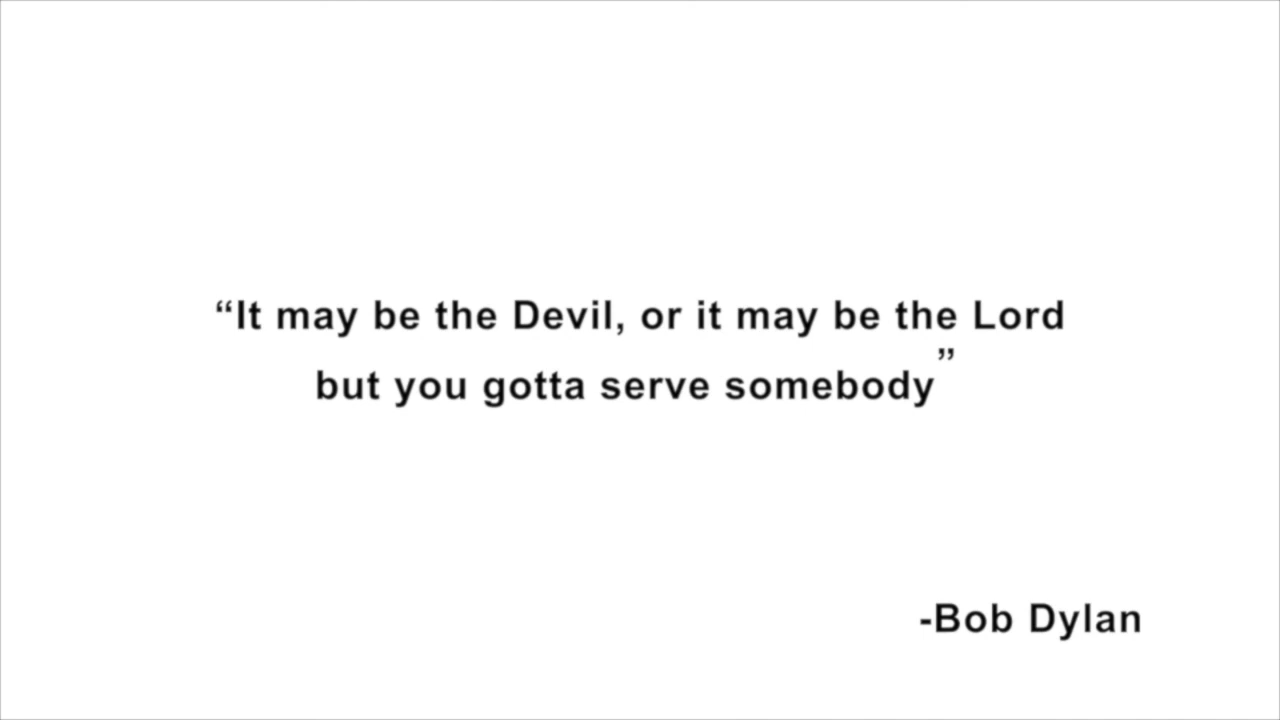 “It may be the Devil, or it may be the Lord
but you gotta serve somebody”
-Bob Dylan